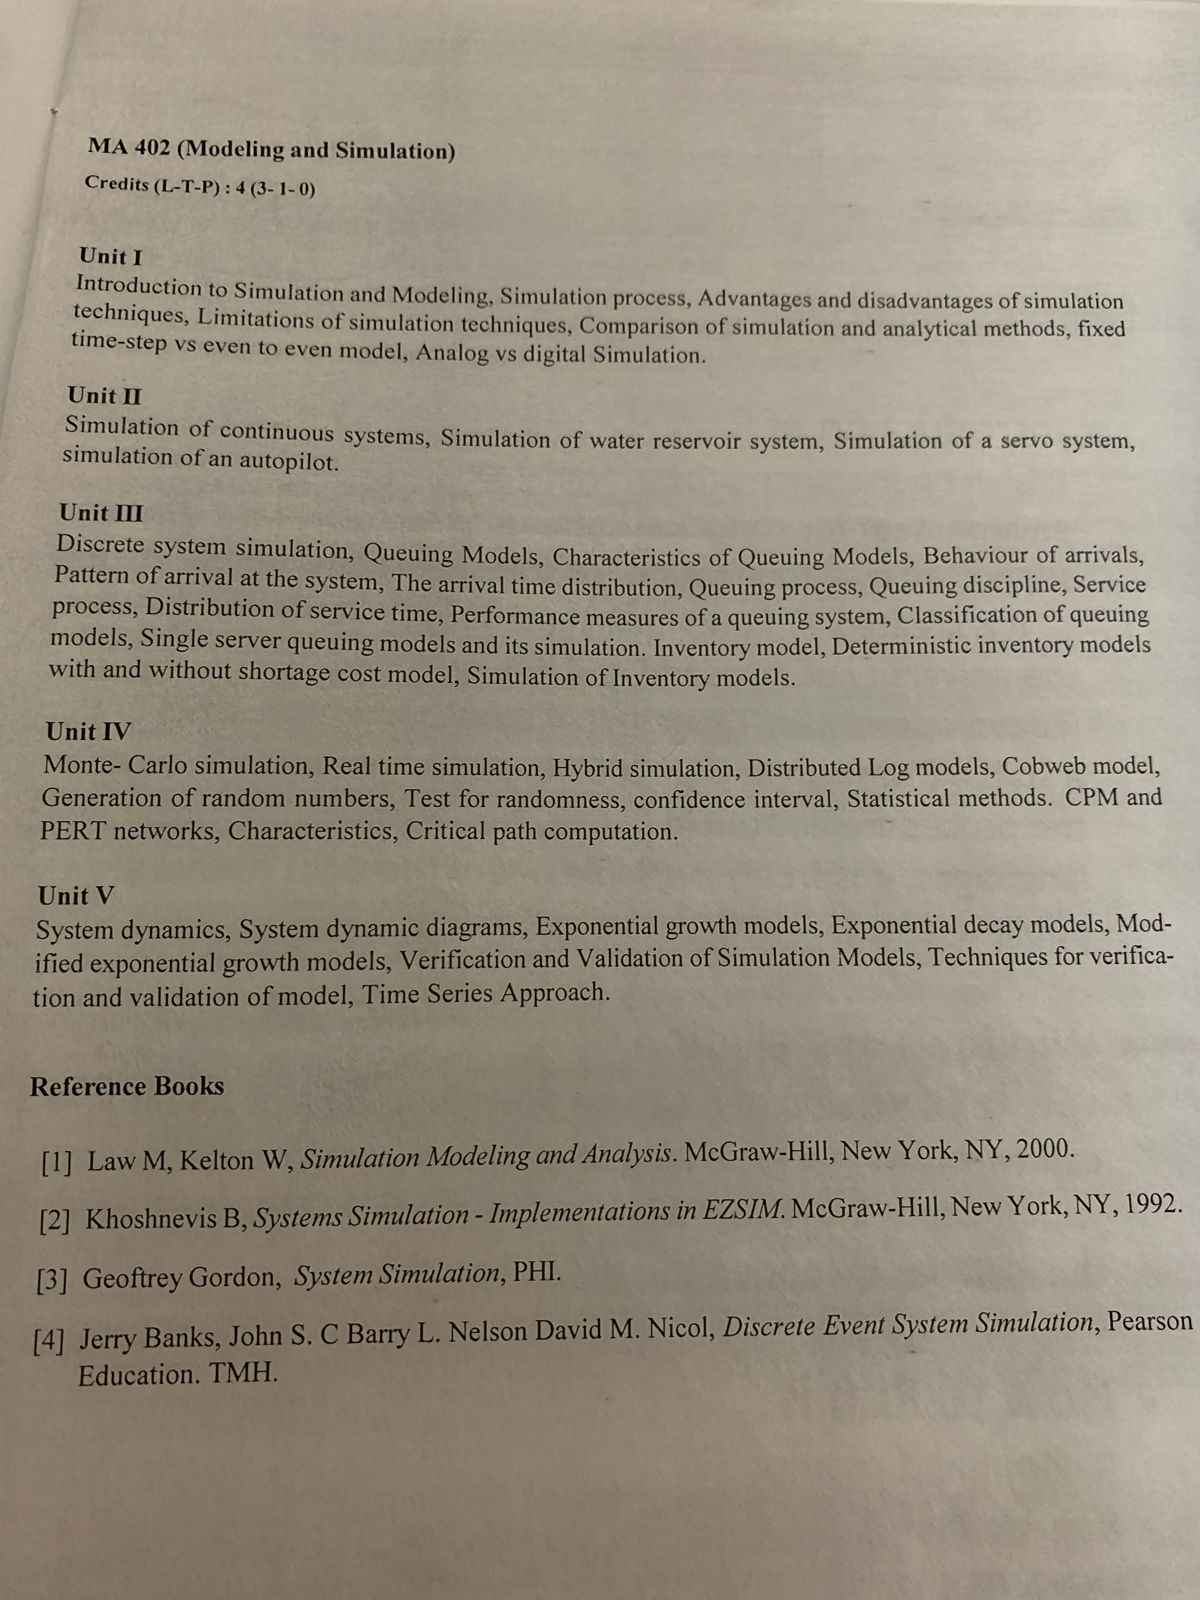 MA 402 (Modeling and Simulation)
Credits (L-T-P) : 4 (3- 1- 0)
Unit I
Introduction to Simulation and Modeling, Simulation process, Advantages and disadvantages of simulation
techniques, Limitations of simulation techniques, Comparison of simulation and analytical methods, fixed
time-step vs even to even model, Analog vs digital Simulation.
Unit II
Simulation of continuous systems, Simulation of water reservoir system, Simulation of a servo system,
simulation of an autopilot.
Unit III
Discrete system simulation, Queuing Models, Characteristics of Queuing Models, Behaviour of arrivals,
Pattern of arrival at the system, The arrival time distribution, Queuing process, Queuing discipline, Service
process, Distribution of service time, Performance measures of a queuing system, Classification of queuing
models, Single server queuing models and its simulation. Inventory model, Deterministic inventory models
with and without shortage cost model, Simulation of Inventory models.
Unit IV
Monte- Carlo simulation, Real time simulation, Hybrid simulation, Distributed Log models, Cobweb model,
Generation of random numbers, Test for randomness, confidence interval, Statistical methods. CPM and
PERT networks, Characteristics, Critical path computation.
Unit V
System dynamics, System dynamic diagrams, Exponential growth models, Exponential decay models, Mod-
ified exponential growth models, Verification and Validation of Simulation Models, Techniques for verifica-
tion and validation of model, Time Series Approach.
Reference Books
[1] Law M, Kelton W, Simulation Modeling and Analysis. McGraw-Hill, New York, NY, 2000.
[2] Khoshnevis B, Systems Simulation - Implementations in EZSIM. McGraw-Hill, New York, NY, 1992.
[3] Geoftrey Gordon, System Simulation, PHI.
[4] Jerry Banks, John S. C Barry L. Nelson David M. Nicol, Discrete Event System Simulation, Pearson
Education. TMH.